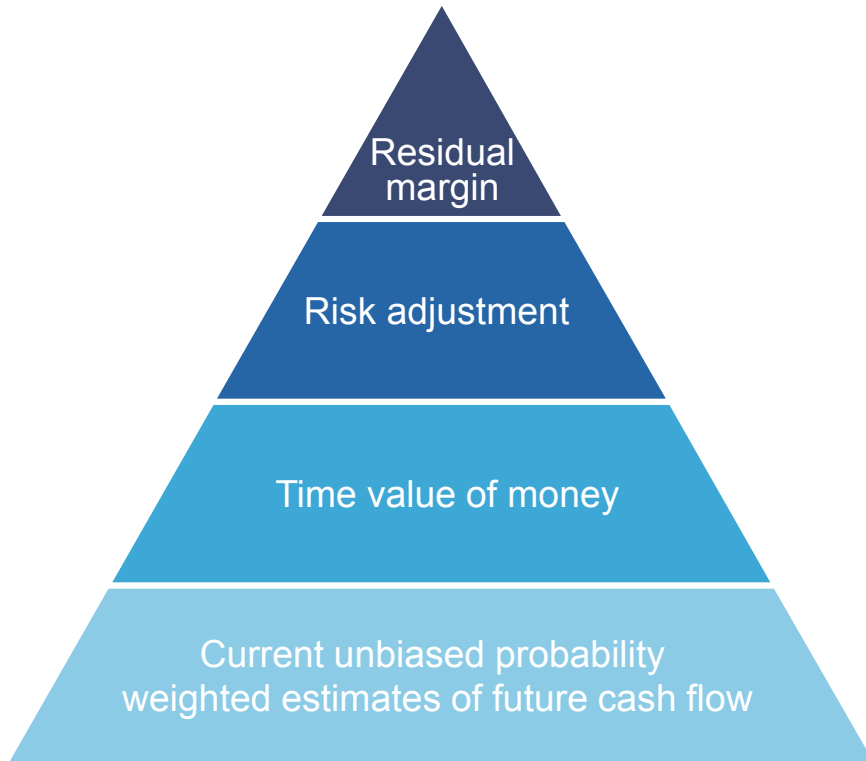 Residual
margin
Risk adjustment
Time value of money
Current unbiased probability
weighted estimates of future cash flow